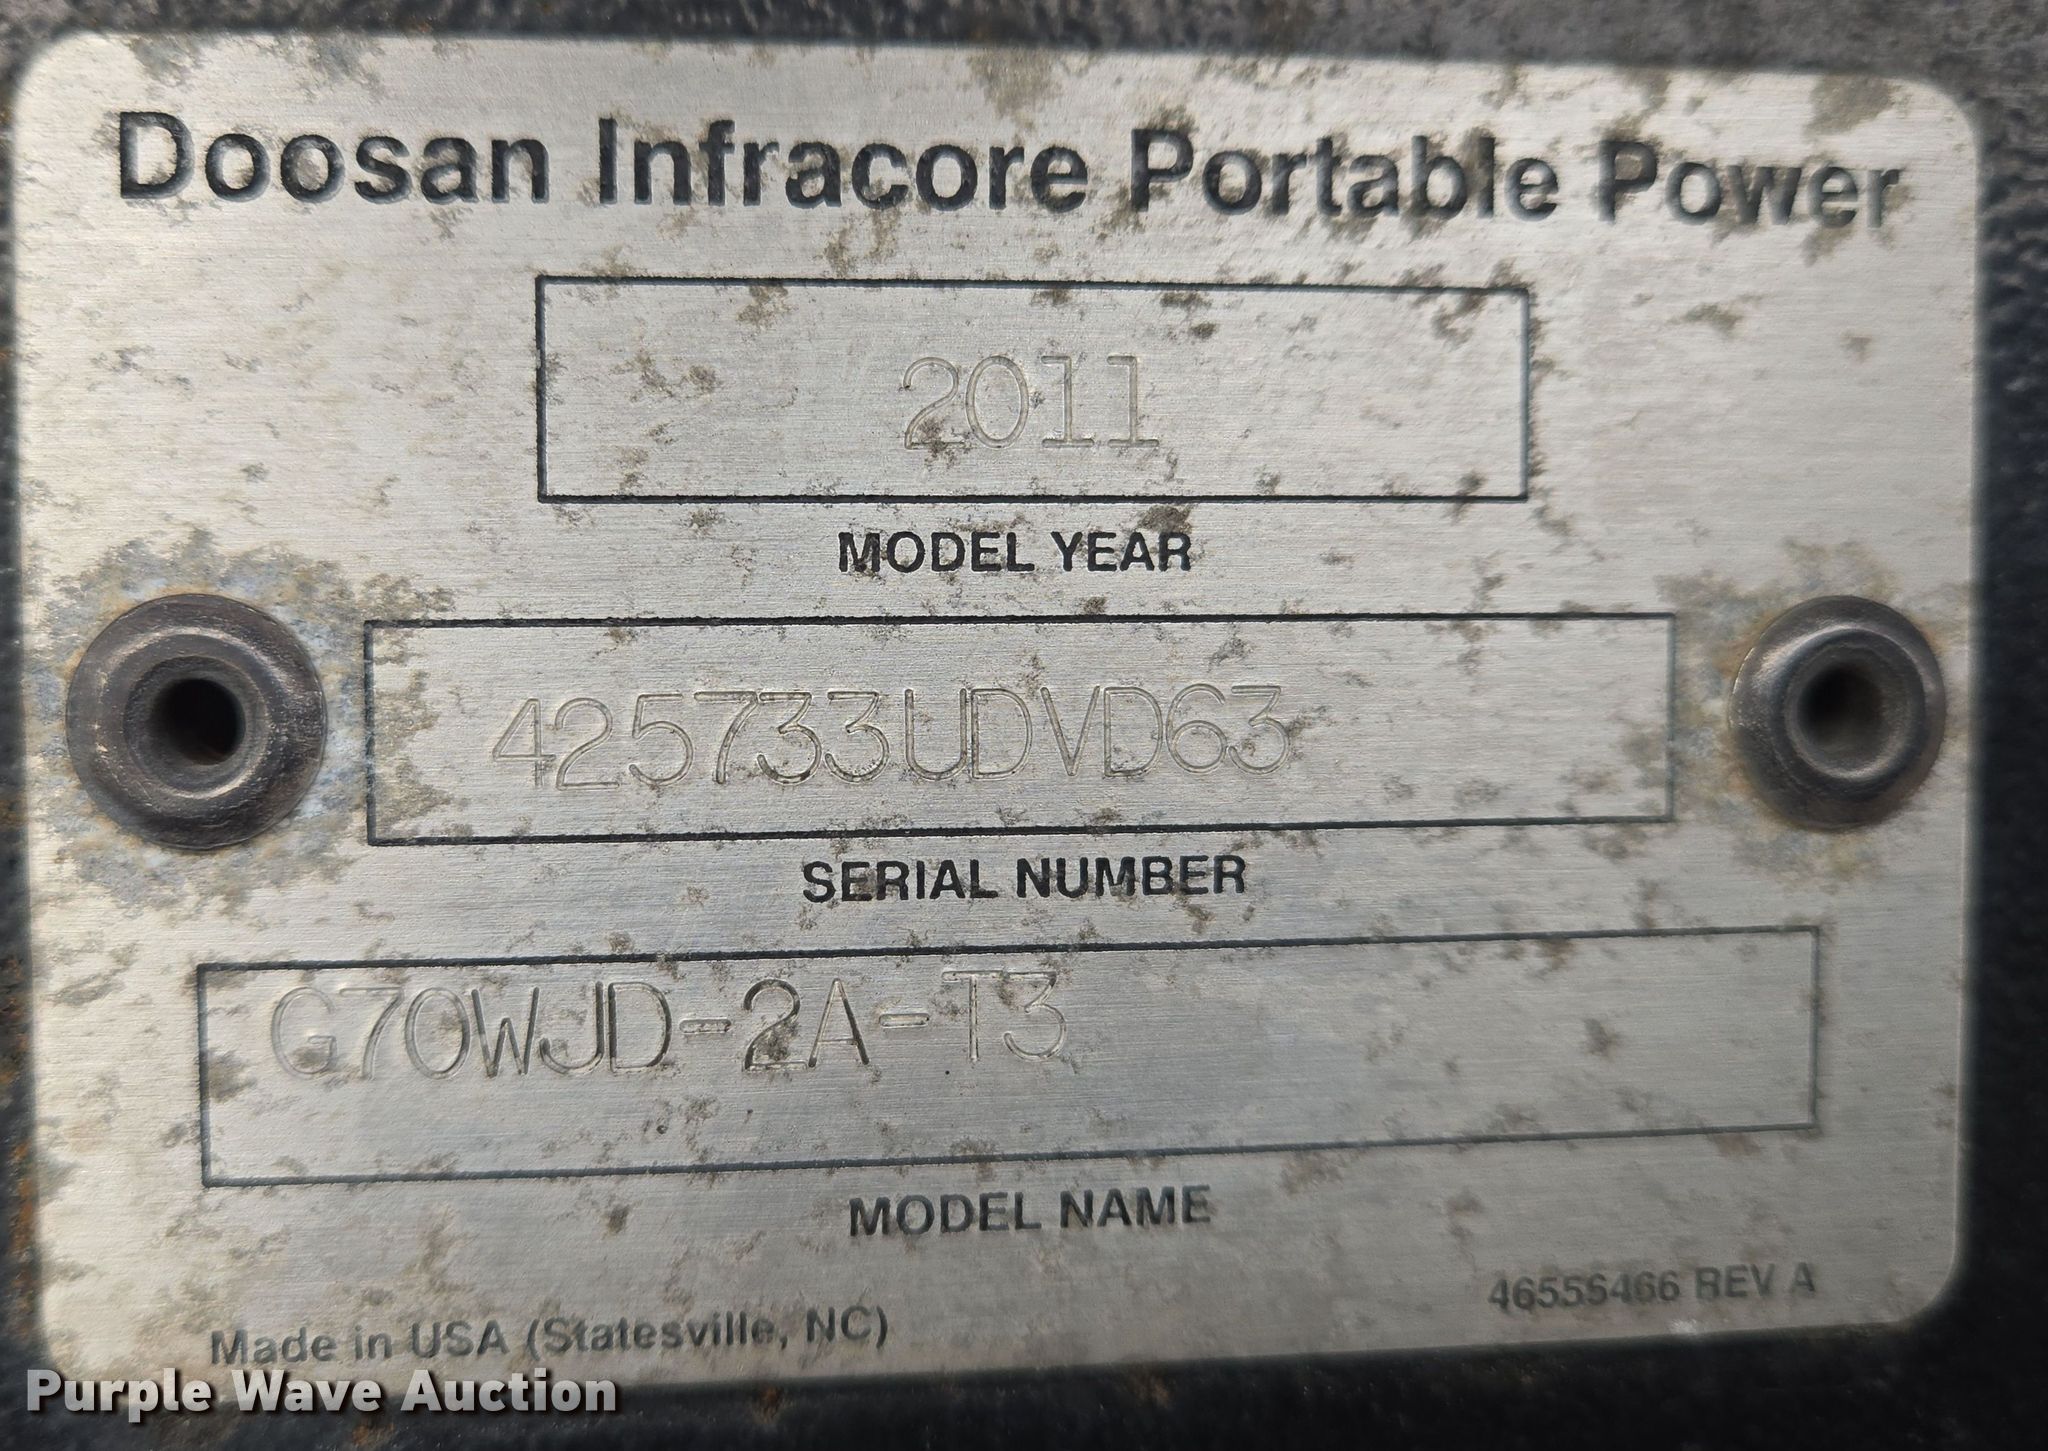 Doosan Infracore Portable Power
2011
MODEL YEAR
425733UDVD63
SERIAL NUMBER
G70WJD-2A-T3
MODEL NAME
46556466 REV A
Made in USA (Statesville, NC)
Purple Wave Auction